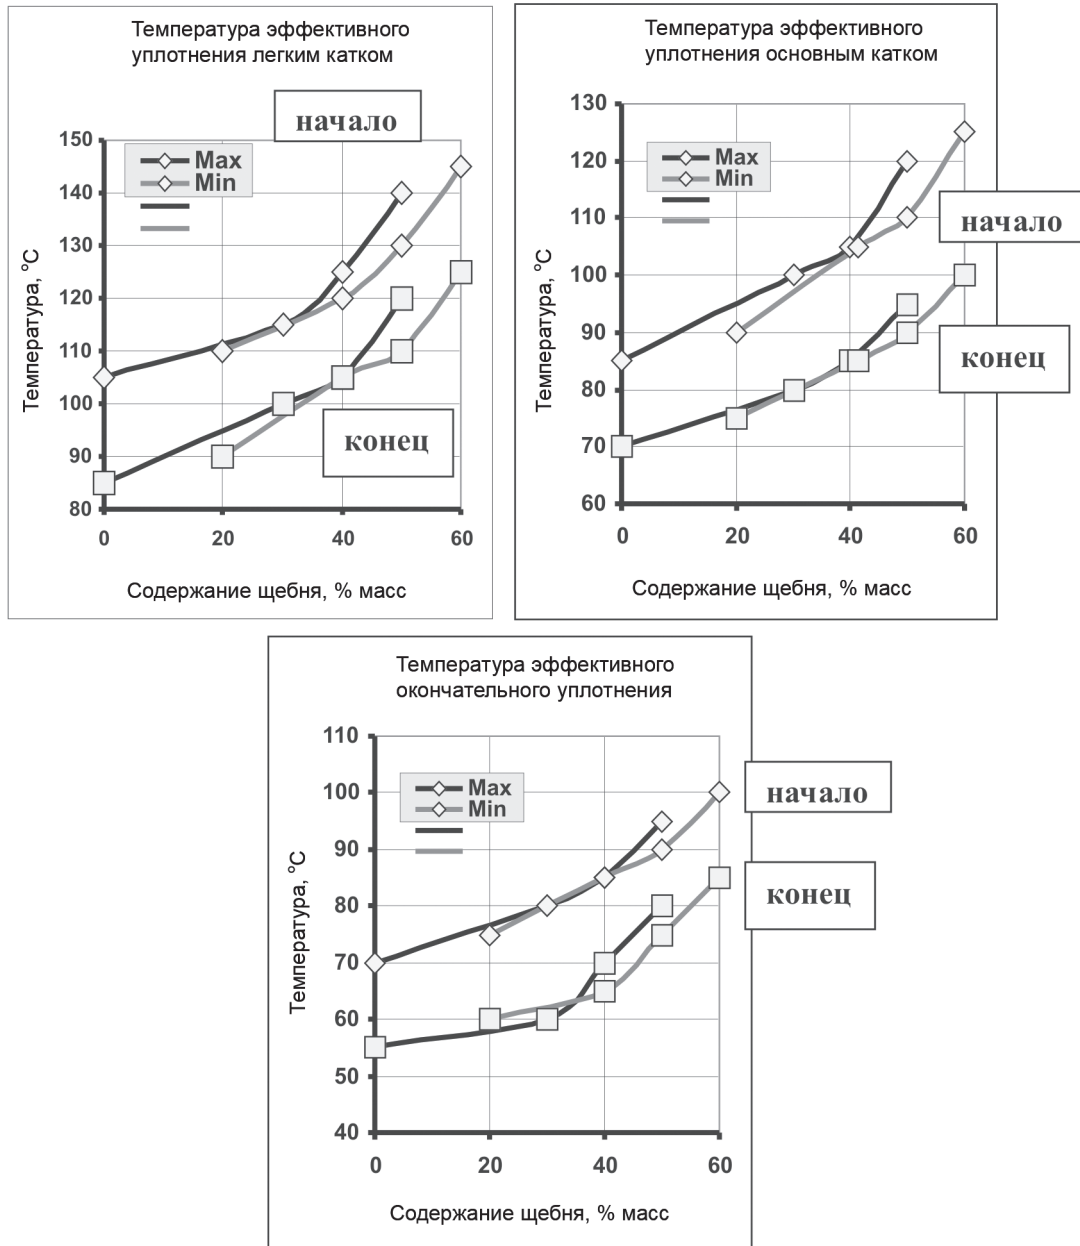 Температура эффективного
уплотнения легким катком
начало
Max
Min
150
140
130
120
110
100
90
80
Температура, °C
конец
0 20 40 60
Содержание щебня, % масс
Температура эффективного
уплотнения основным катком
130
120
110
100
90
80
70
60
Max
Min
начало
конец
Температура, °C
0 20 40 60
Содержание щебня, % масс
Температура эффективного
окончательного уплотнения
110
100
90
80
70
60
50
40
Max
Min
начало
конец
Температура, °C
0 20 40 60
Содержание щебня, % масс